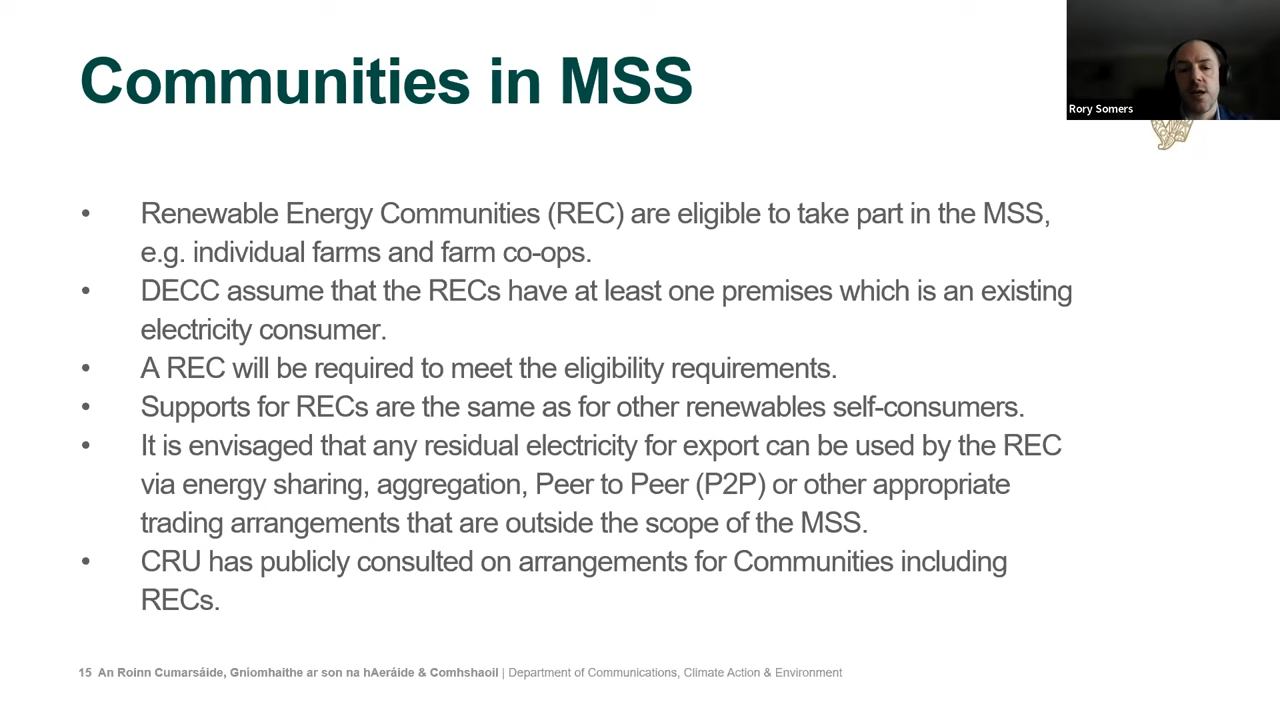 Communities in MSS
Rory Somers
• Renewable Energy Communities (REC) are eligible to take part in the MSS,
e.g. individual farms and farm co-ops.
• DECC assume that the RECs have at least one premises which is an existing
electricity consumer.
• A REC will be required to meet the eligibility requirements.
• Supports for RECs are the same as for other renewables self-consumers.
• It is envisaged that any residual electricity for export can be used by the REC
via energy sharing, aggregation, Peer to Peer (P2P) or other appropriate
trading arrangements that are outside the scope of the MSS.
• CRU has publicly consulted on arrangements for Communities including
RECs.
15 An Roinn Cumarsáide, Gníomhaithe ar son na hAeráide & Comhshaoil | Department of Communications, Climate Action & Environment